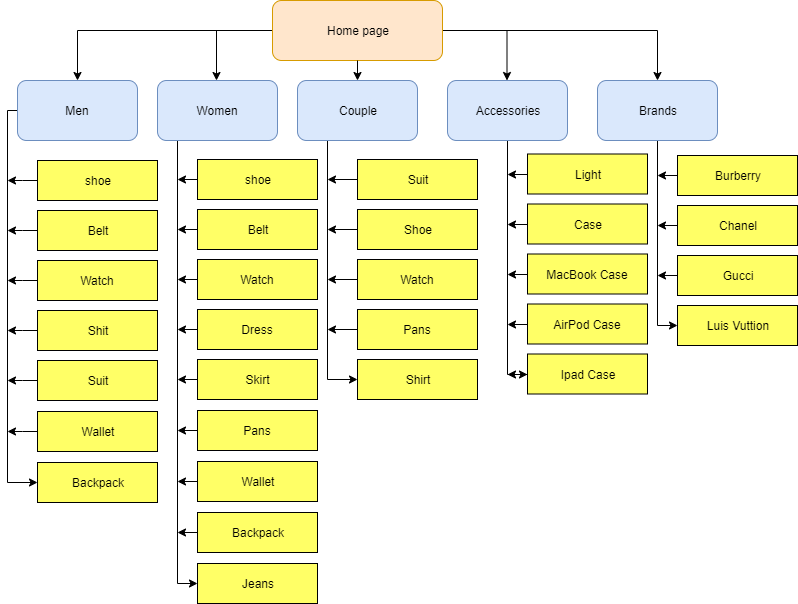 Home page
Men
Women
Couple
Accessories
Brands
shoe
Belt
Watch
Shit
Suit
Wallet
Backpack
shoe
Belt
Watch
Dress
Skirt
Pans
Wallet
Backpack
Jeans
Suit
Shoe
Watch
Pans
Shirt
Light
Case
MacBook Case
AirPod Case
Ipad Case
Burberry
Chanel
Gucci
Luis Vuttion